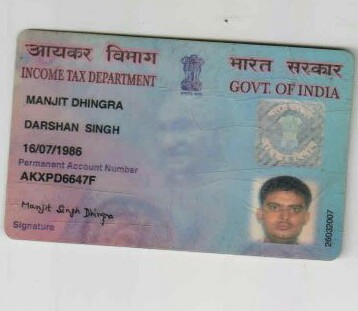 आयकर विभाग
INCOME TAX DEPARTMENT
भारत सरकार
GOVT. OF INDIA
MANJIT DHINGRA
DARSHAN SINGH
16/07/1986
Permanent Account Number
AKXPD6647F
Manjit Singh Dhingra
Signature
26032007